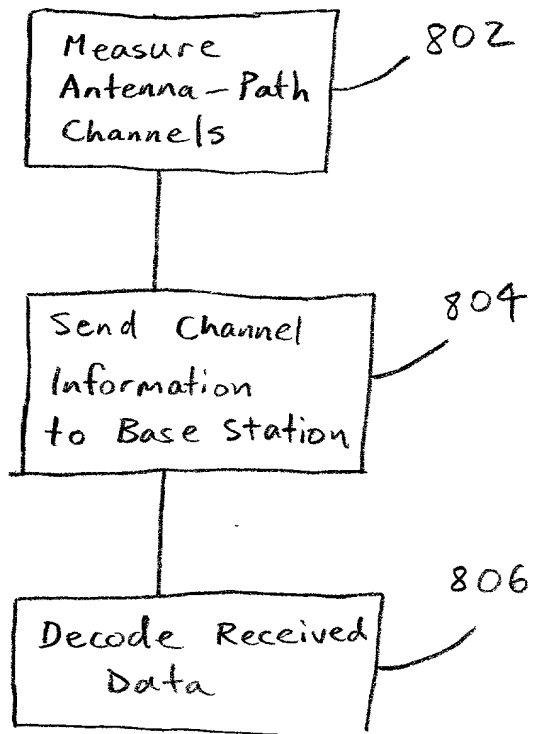 Measure
Antenna-Path
Channels
802
Send Channel
Information
to Base Station
804
Decode Received
Data
806